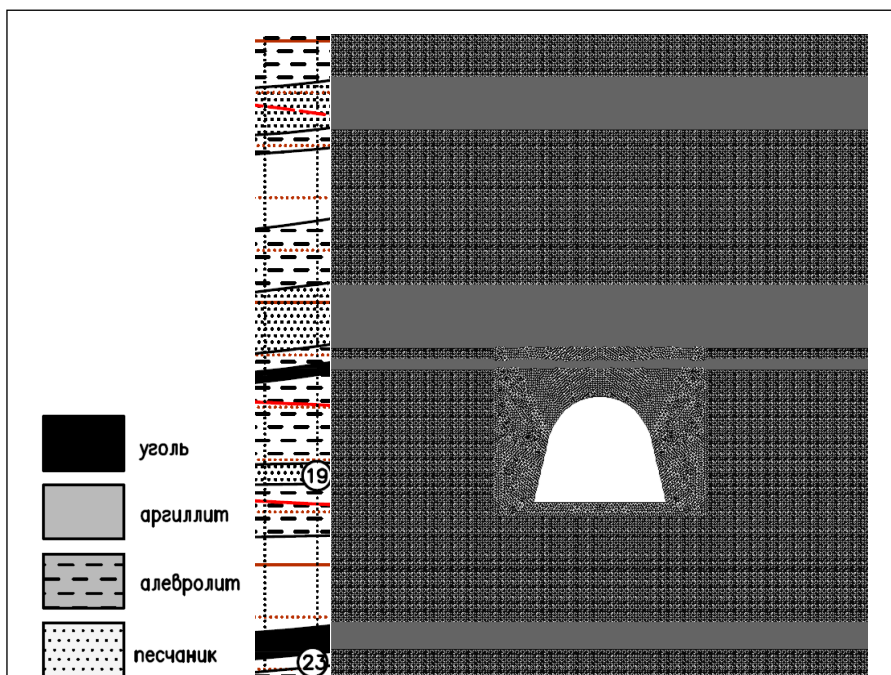 уголь
19
аргиллит
алевролит
песчаник
23